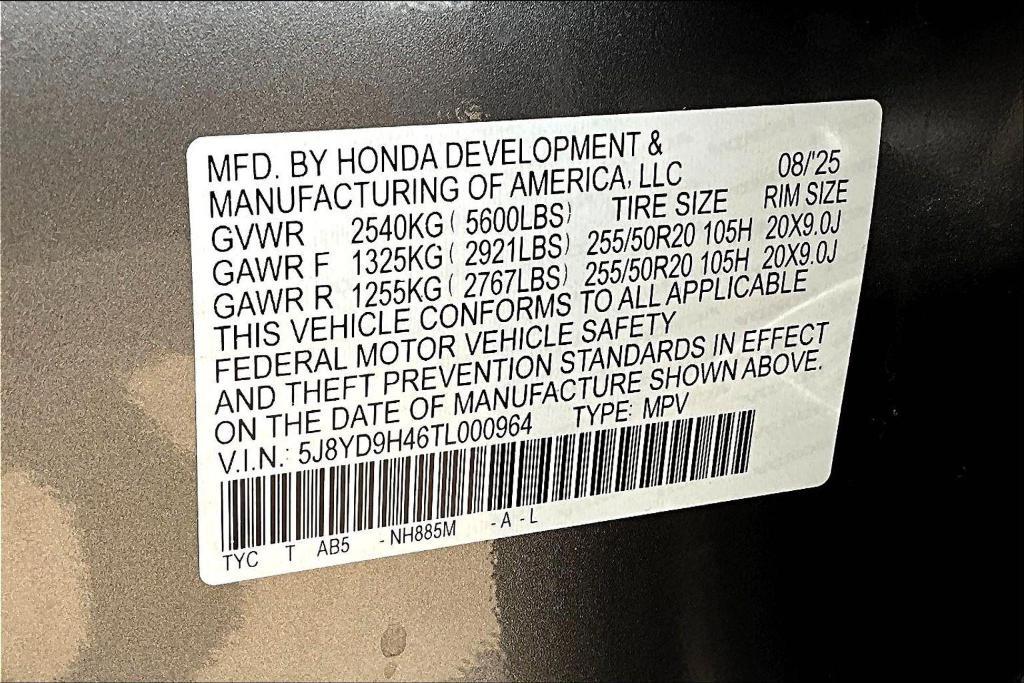 MFD. BY HONDA DEVELOPMENT &
MANUFACTURING OF AMERICA, LLC 08/'25
GVWR 2540KG ( 5600LBS) TIRE SIZE RIM SIZE
GAWR F 1325KG ( 2921LBS) 255/50R20 105H 20X9.0J
GAWR R 1255KG ( 2767LBS) 255/50R20 105H 20X9.0J
THIS VEHICLE CONFORMS TO ALL APPLICABLE
FEDERAL MOTOR VEHICLE SAFETY
AND THEFT PREVENTION STANDARDS IN EFFECT
ON THE DATE OF MANUFACTURE SHOWN ABOVE.
V.I.N.: 5J8YD9H46TL000964 TYPE: MPV
TYC T AB5 -NH885M -A -L